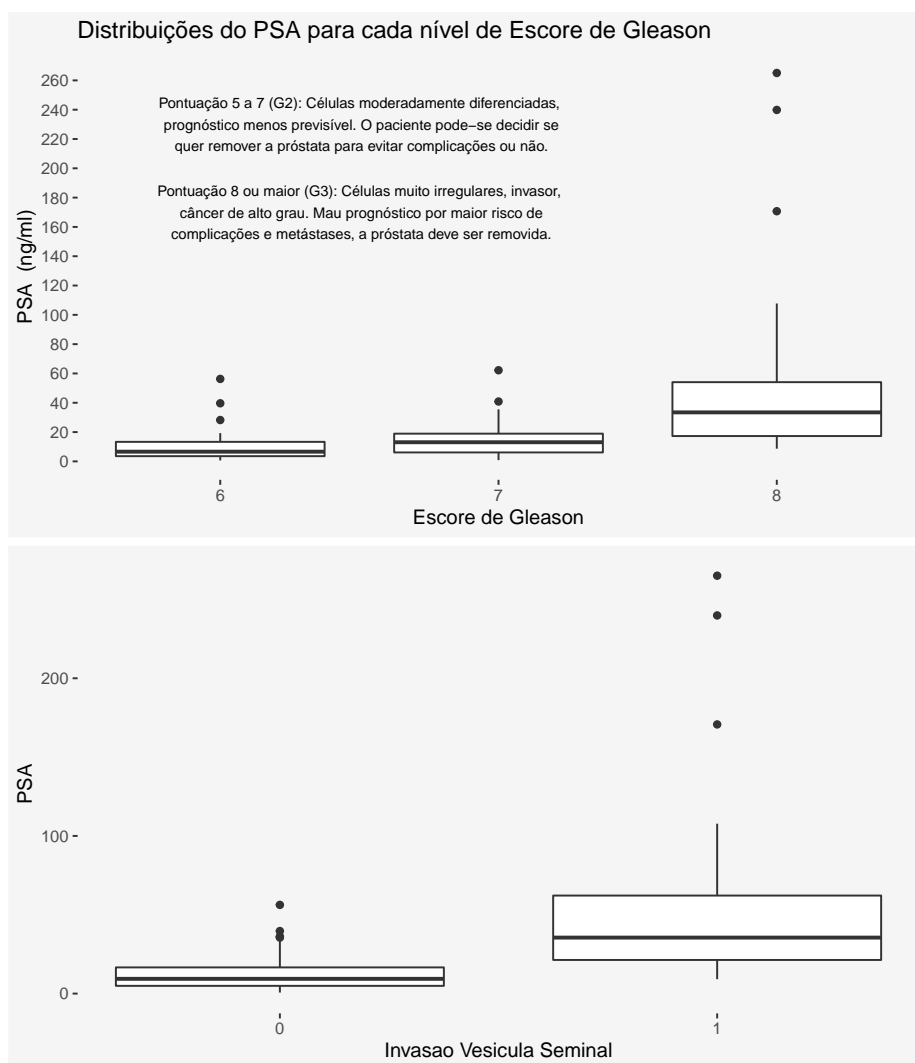 Distribuições do PSA para cada nível de Escore de Gleason
260
240
220
200
180
160
140
120
100
80
60
40
20
0
PSA (ng/ml)
Pontuação 5 a 7 (G2): Células moderadamente diferenciadas,
prognóstico menos previsível. O paciente pode−se decidir se
quer remover a próstata para evitar complicações ou não.
Pontuação 8 ou maior (G3): Células muito irregulares, invasor,
câncer de alto grau. Mau prognóstico por maior risco de
complicações e metástases, a próstata deve ser removida.
6 7 8
Escore de Gleason
200
100
0
PSA
0 1
Invasao Vesicula Seminal